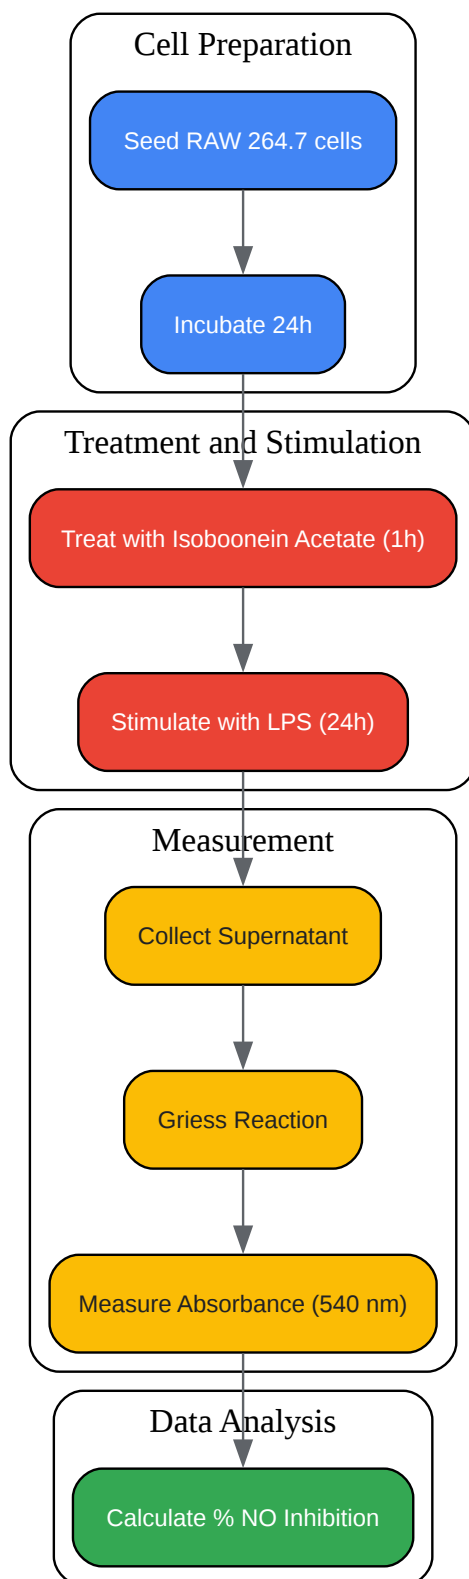 Cell Preparation
Seed RAW 264.7 cells
Incubate 24h
Treatment and Stimulation
Treat with Isoboonein Acetate (1h)
Stimulate with LPS (24h)
Measurement
Collect Supernatant
Griess Reaction
Measure Absorbance (540 nm)
Data Analysis
Calculate % NO Inhibition